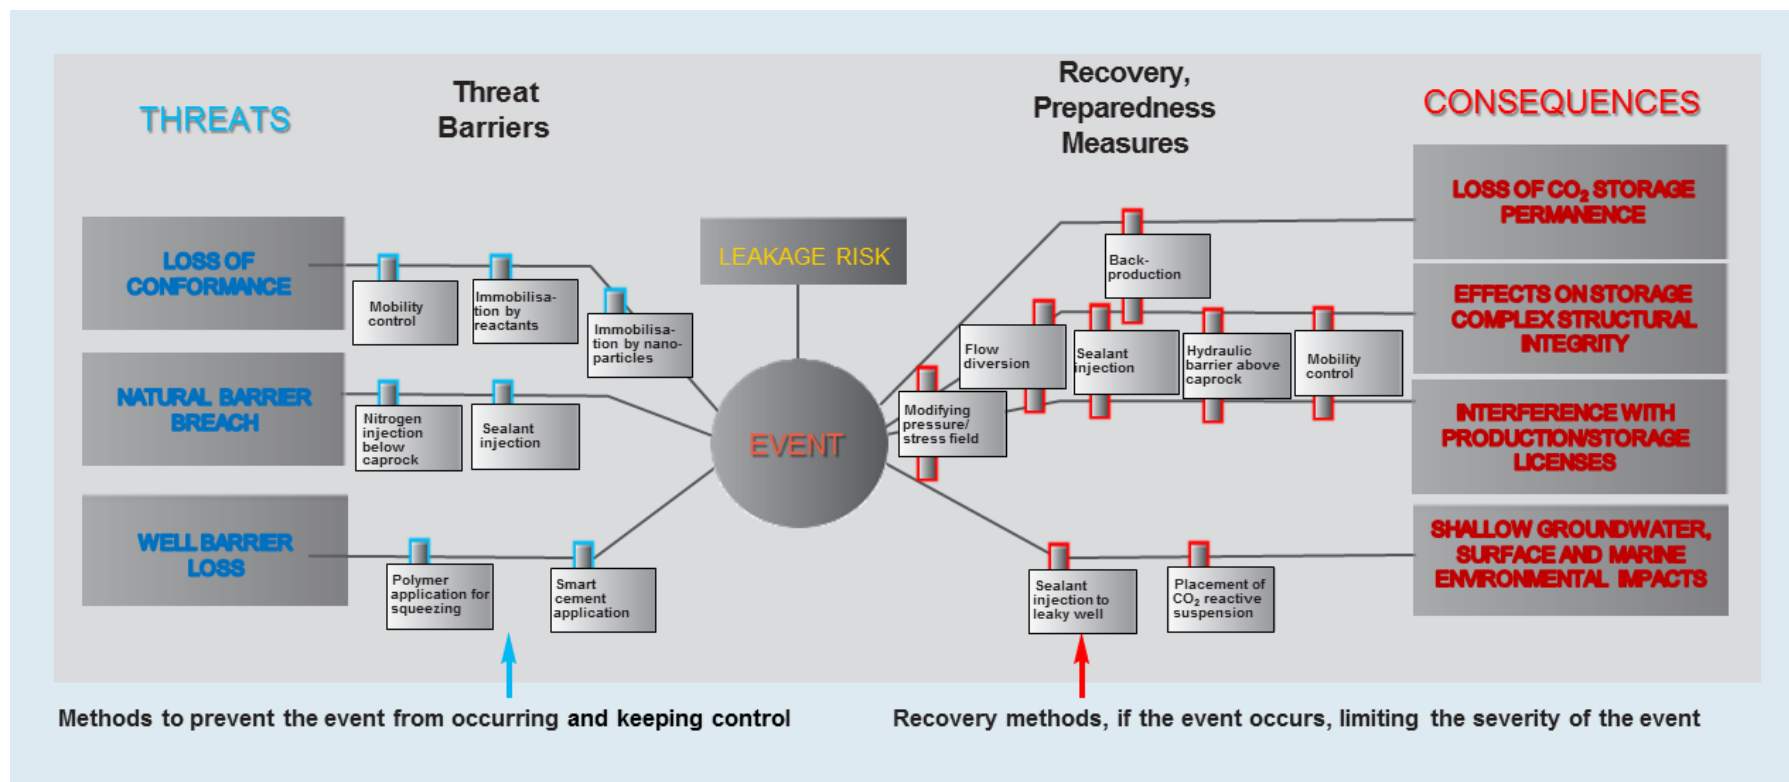 THREATS
Threat
Barriers
Recovery,
Preparedness
Measures
CONSEQUENCES
LOSS OF
CONFORMANCE
Mobility
control
Immobilisa-
tion by
reactants
Immobilisa-
tion by nano-
particles
NATURAL BARRIER
BREACH
Nitrogen
injection
below
caprock
Sealant
injection
WELL BARRIER
LOSS
Polymer
application for
squeezing
Smart
cement
application
LEAKAGE RISK
EVENT
Modifying
pressure/
stress field
Flow
diversion
Back-
production
Sealant
injection
Hydraulic
barrier above
caprock
Mobility
control
Sealant
injection to
leaky well
Placement of
CO₂ reactive
suspension
LOSS OF CO₂ STORAGE
PERMANENCE
EFFECTS ON STORAGE
COMPLEX STRUCTURAL
INTEGRITY
INTERFERENCE WITH
PRODUCTION/STORAGE
LICENSES
SHALLOW GROUNDWATER,
SURFACE AND MARINE
ENVIRONMENTAL IMPACTS
Methods to prevent the event from occurring and keeping control
Recovery methods, if the event occurs, limiting the severity of the event